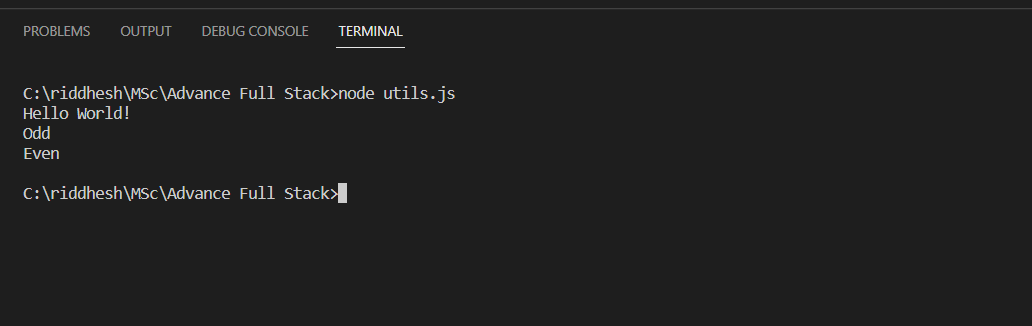 PROBLEMS OUTPUT DEBUG CONSOLE TERMINAL
C:\riddhesh\MSc\Advance Full Stack>node utils.js
Hello World!
Odd
Even
C:\riddhesh\MSc\Advance Full Stack>